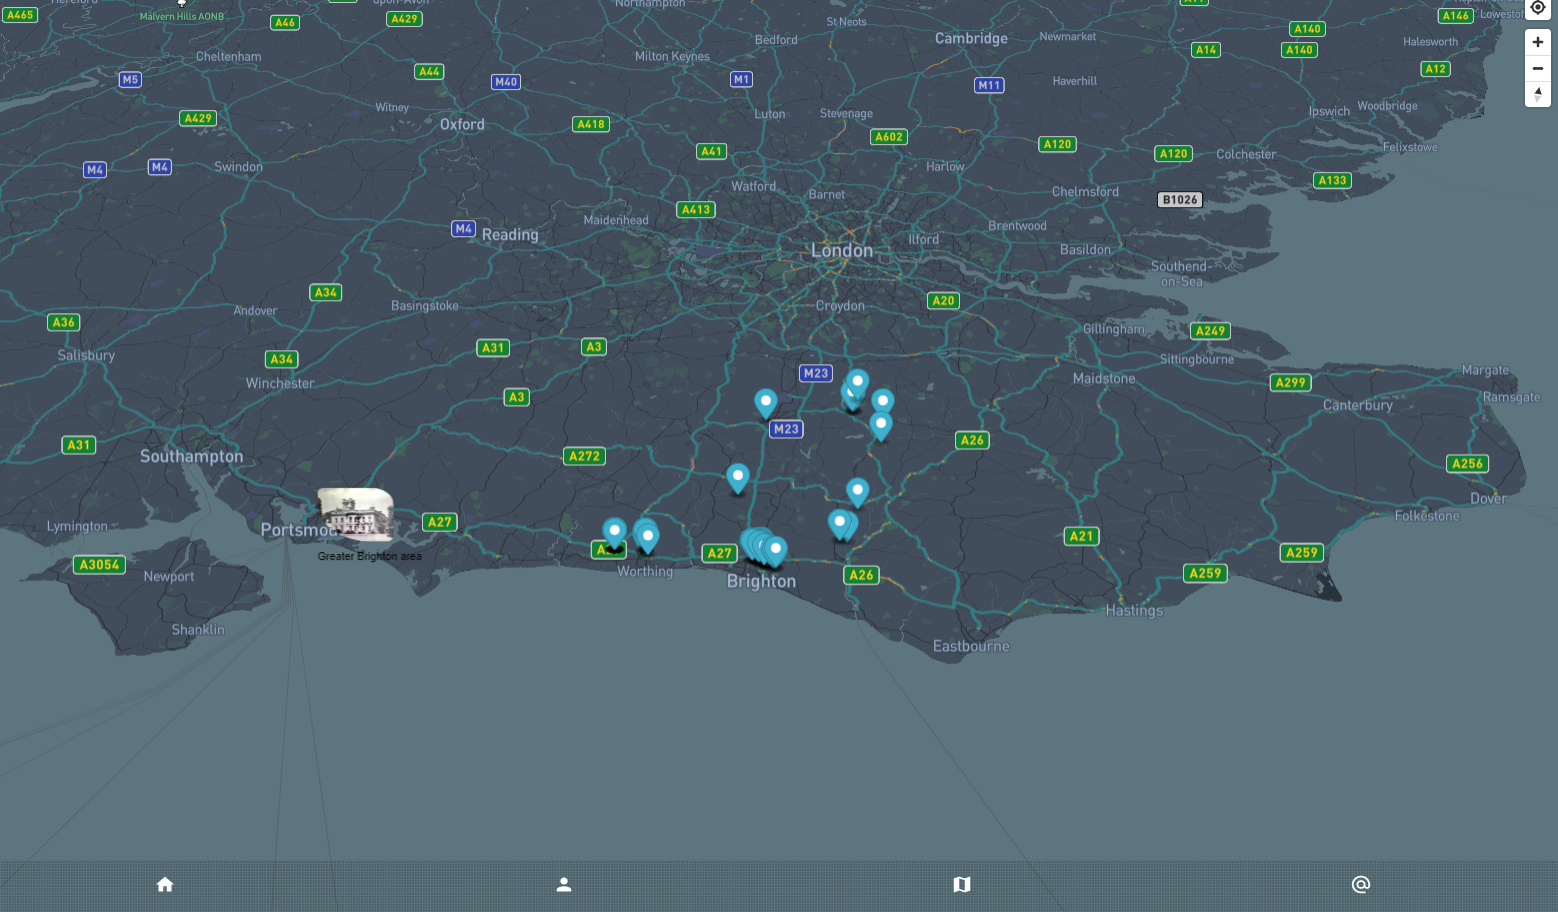 Northampton
A465
Malvern Hills AONB
A46
A429
St Neots
A146
Bedford
Cambridge
Newmarket
A140
Cheltenham
Milton Keynes
A14
A140
Halesworth
M5
A44
M40
M1
M11
Haverhill
A12
Witney
Luton
Stevenage
Ipswich
Woodbridge
A429
Oxford
A418
A602
A41
A120
A120
Colchester
Felixstowe
M4
M4
Swindon
Harlow
Watford
Barnet
Chelmsford
A133
B1026
A413
Maidenhead
M4
Reading
Brentwood
Ilford
London
Basildon
Southend-
on-Sea
A34
Andover
Basingstoke
Croydon
A20
A36
Gillingham
A249
Salisbury
A34
A31
A3
Sittingbourne
Winchester
M23
Maidstone
A299
Margate
A3
Canterbury
Ramsgate
M23
A31
A26
Southampton
A272
A256
Dover
Lymington
A27
Folkestone
A21
Greater Brighton area
A27
A259
A3054
Newport
Worthing
Brighton
A26
A259
Hastings
Shanklin
Eastbourne